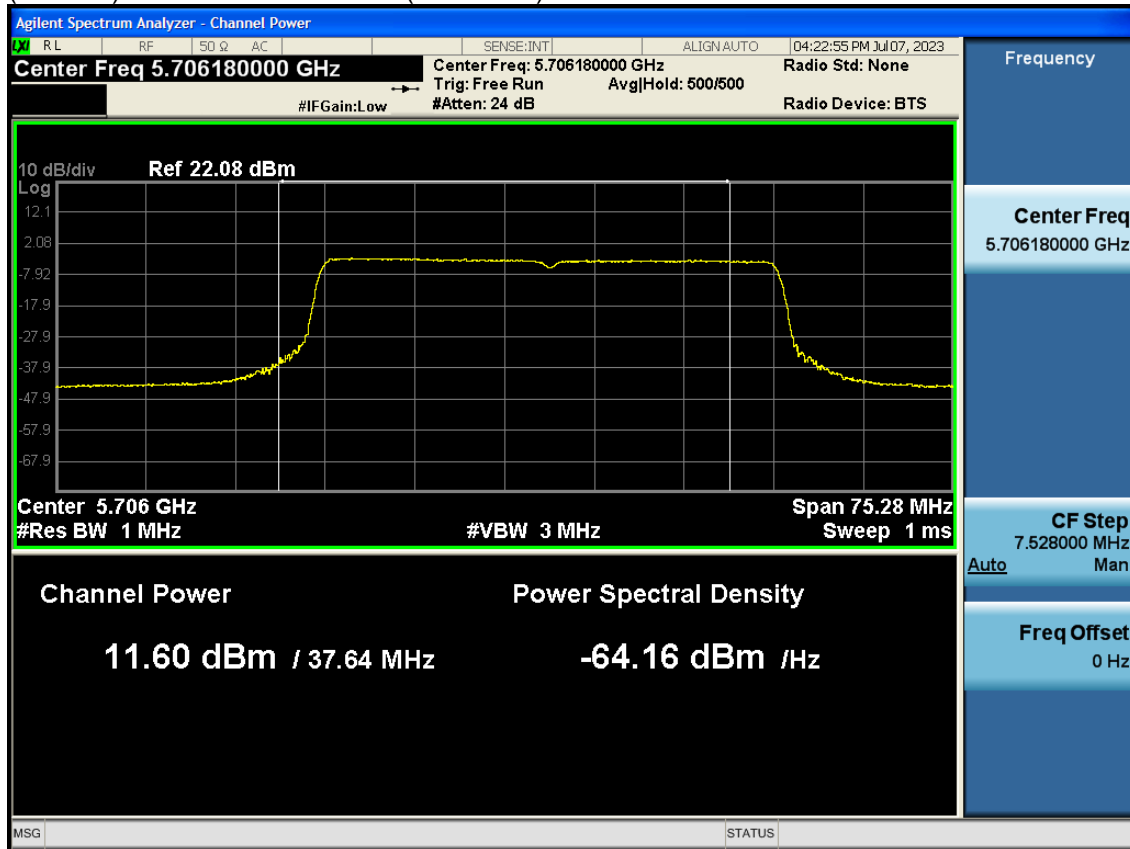 Agilent Spectrum Analyzer - Channel Power
LXI RL RF 50 Ω AC SENSE:INT ALIGN AUTO 04:22:55 PM Jul 07, 2023
Center Freq 5.706180000 GHz
#IFGain:Low
Center Freq: 5.706180000 GHz
Trig: Free Run Avg|Hold: 500/500
#Atten: 24 dB
Radio Std: None
Radio Device: BTS
10 dB/div Ref 22.08 dBm
Log
12.1
2.08
-7.92
-17.9
-27.9
-37.9
-47.9
-57.9
-67.9
Center 5.706 GHz Span 75.28 MHz
#Res BW 1 MHz #VBW 3 MHz Sweep 1 ms
Channel Power Power Spectral Density
11.60 dBm / 37.64 MHz -64.16 dBm /Hz
Frequency
Center Freq
5.706180000 GHz
CF Step
7.528000 MHz
Auto Man
Freq Offset
0 Hz
MSG STATUS